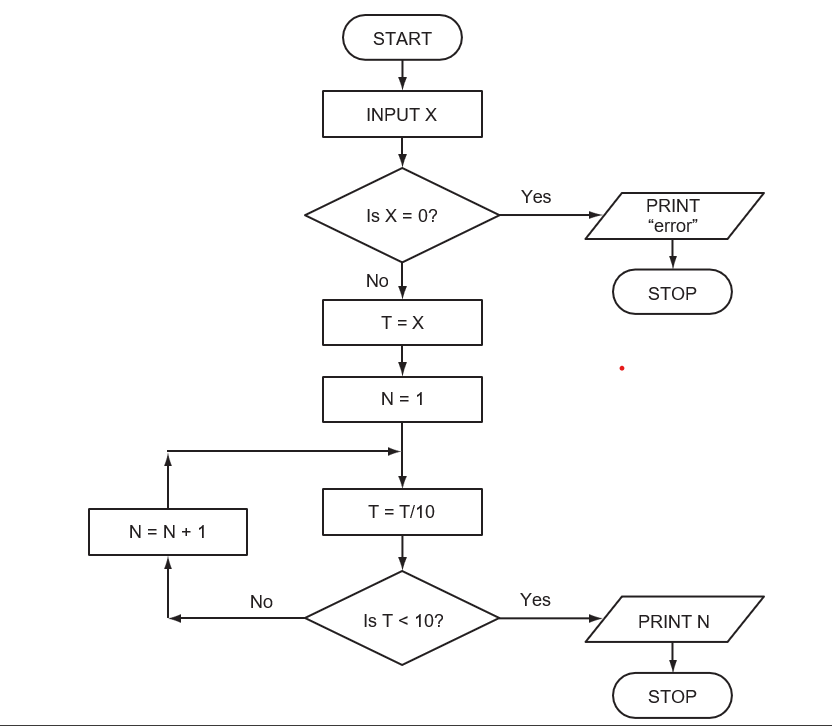 START
INPUT X
Is X = 0?
Yes
PRINT
“error”
STOP
No
T = X
N = 1
T = T/10
N = N + 1
Is T < 10?
No
Yes
PRINT N
STOP